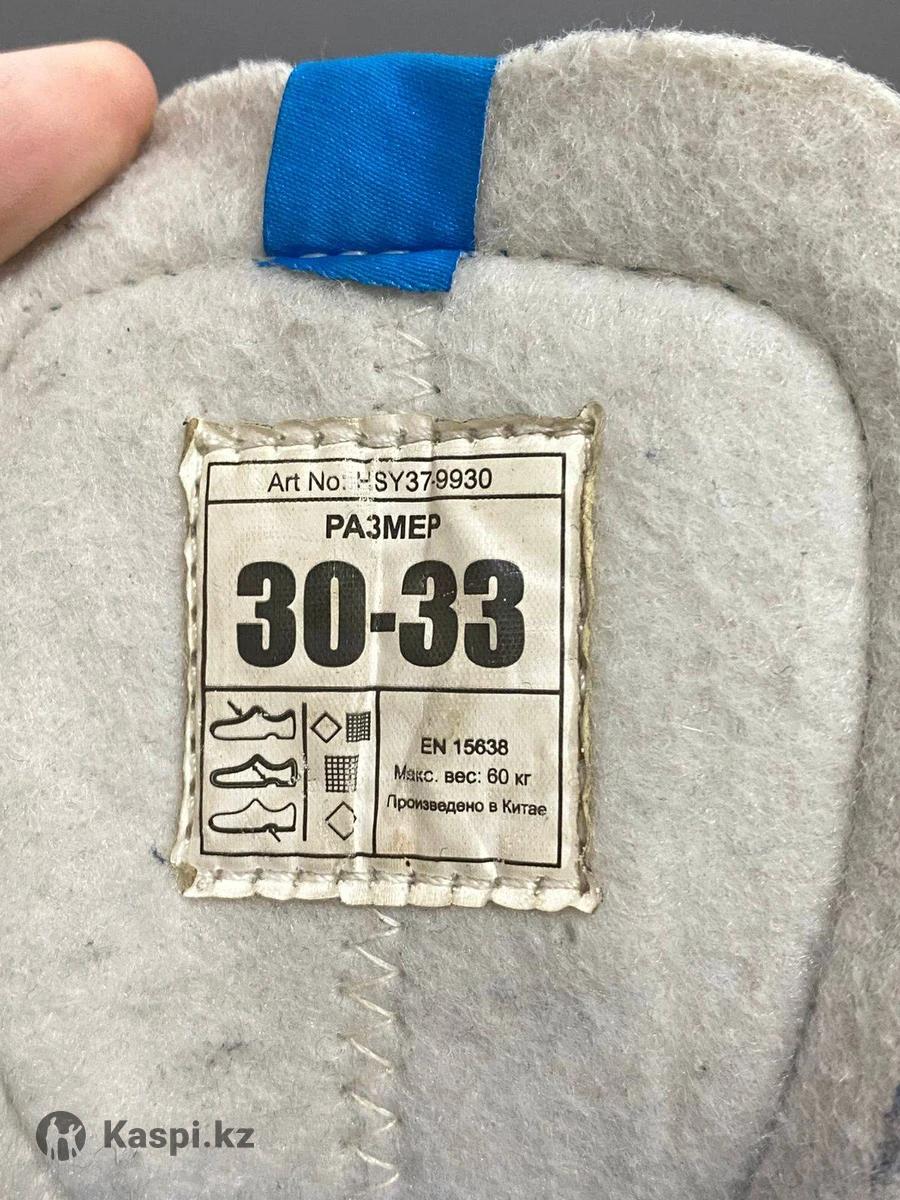 Art No: HSY37-9930
РАЗМЕР
30-33
EN 15638
Макс. вес: 60 кг
Произведено в Китае
Kaspi.kz